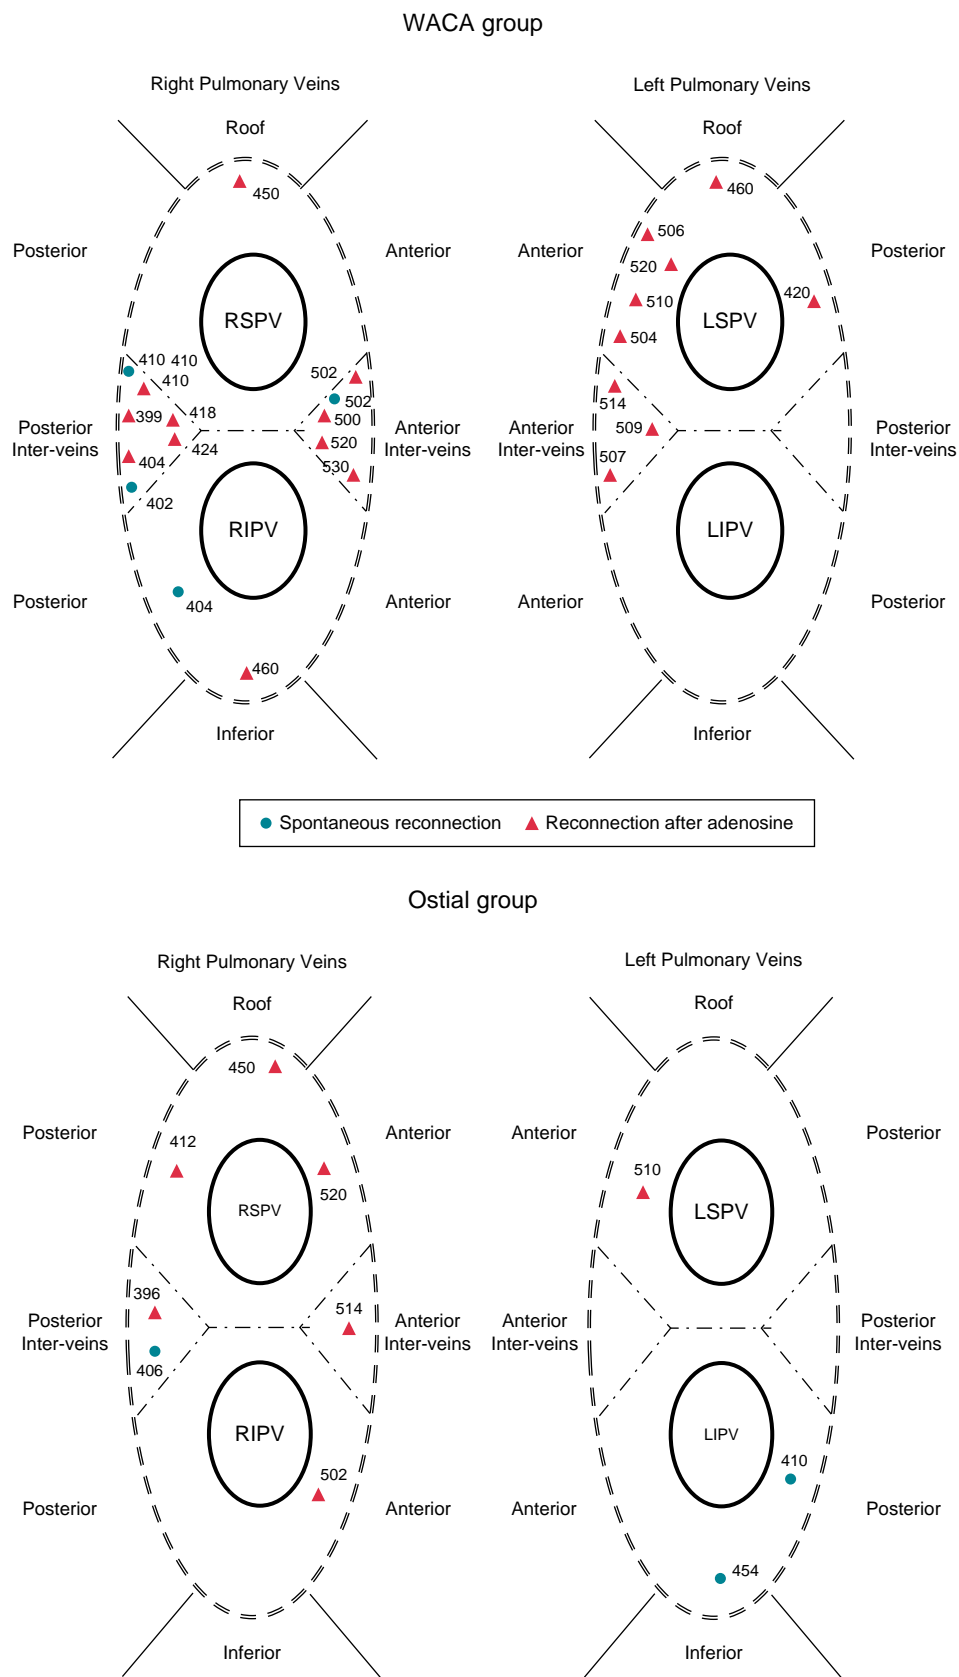 WACA group
Right Pulmonary Veins
Left Pulmonary Veins
Roof
450
460
506
Posterior
Anterior
Anterior
Posterior
520
420
510
RSPV
LSPV
504
410 410
502
410
514
502
399
418
500
509
Posterior
Inter-veins
424
520
Anterior
Inter-veins
Anterior
Inter-veins
Posterior
Inter-veins
404
530
507
402
RIPV
LIPV
Posterior
404
Anterior
Anterior
Posterior
460
Inferior
Spontaneous reconnection
Reconnection after adenosine
Ostial group
Right Pulmonary Veins
Left Pulmonary Veins
Roof
Roof
450
Posterior
412
Anterior
Anterior
Posterior
510
520
RSPV
LSPV
396
514
Posterior
Inter-veins
Anterior
Inter-veins
Anterior
Inter-veins
Posterior
Inter-veins
406
RIPV
LIPV
502
410
Posterior
Anterior
Anterior
Posterior
454
Inferior
Inferior